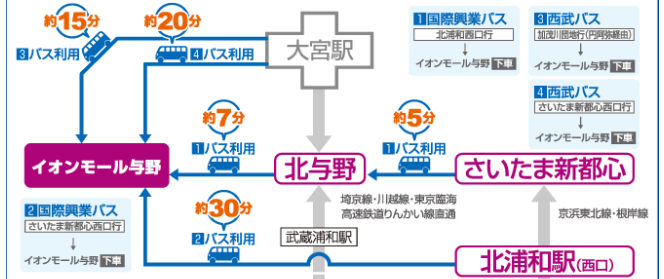 約15分
3バス利用
約20分
4バス利用
大宮駅
1国際興業バス
北浦和西口行
イオンモール与野 下車
3西武バス
加茂川団地行(円阿弥経由)
イオンモール与野 下車
4西武バス
さいたま新都心西口行
イオンモール与野 下車
約7分
1バス利用
約5分
1バス利用
イオンモール与野
北与野
さいたま新都心
埼京線・川越線・東京臨海
高速鉄道りんかい線直通
京浜東北線・根岸線
2国際興業バス
さいたま新都心西口行
イオンモール与野 下車
約30分
2バス利用
武蔵浦和駅
北浦和駅(西口)